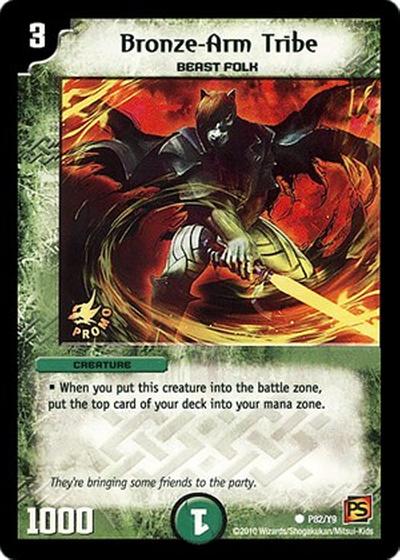 3
Bronze-Arm Tribe
BEAST FOLK
PROMO
CREATURE
▪ When you put this creature into the battle zone,
put the top card of your deck into your mana zone.
They're bringing some friends to the party.
1000
1
P82/Y9
PS
©2010 Wizards/Shogakukan/Mitsui-Kids